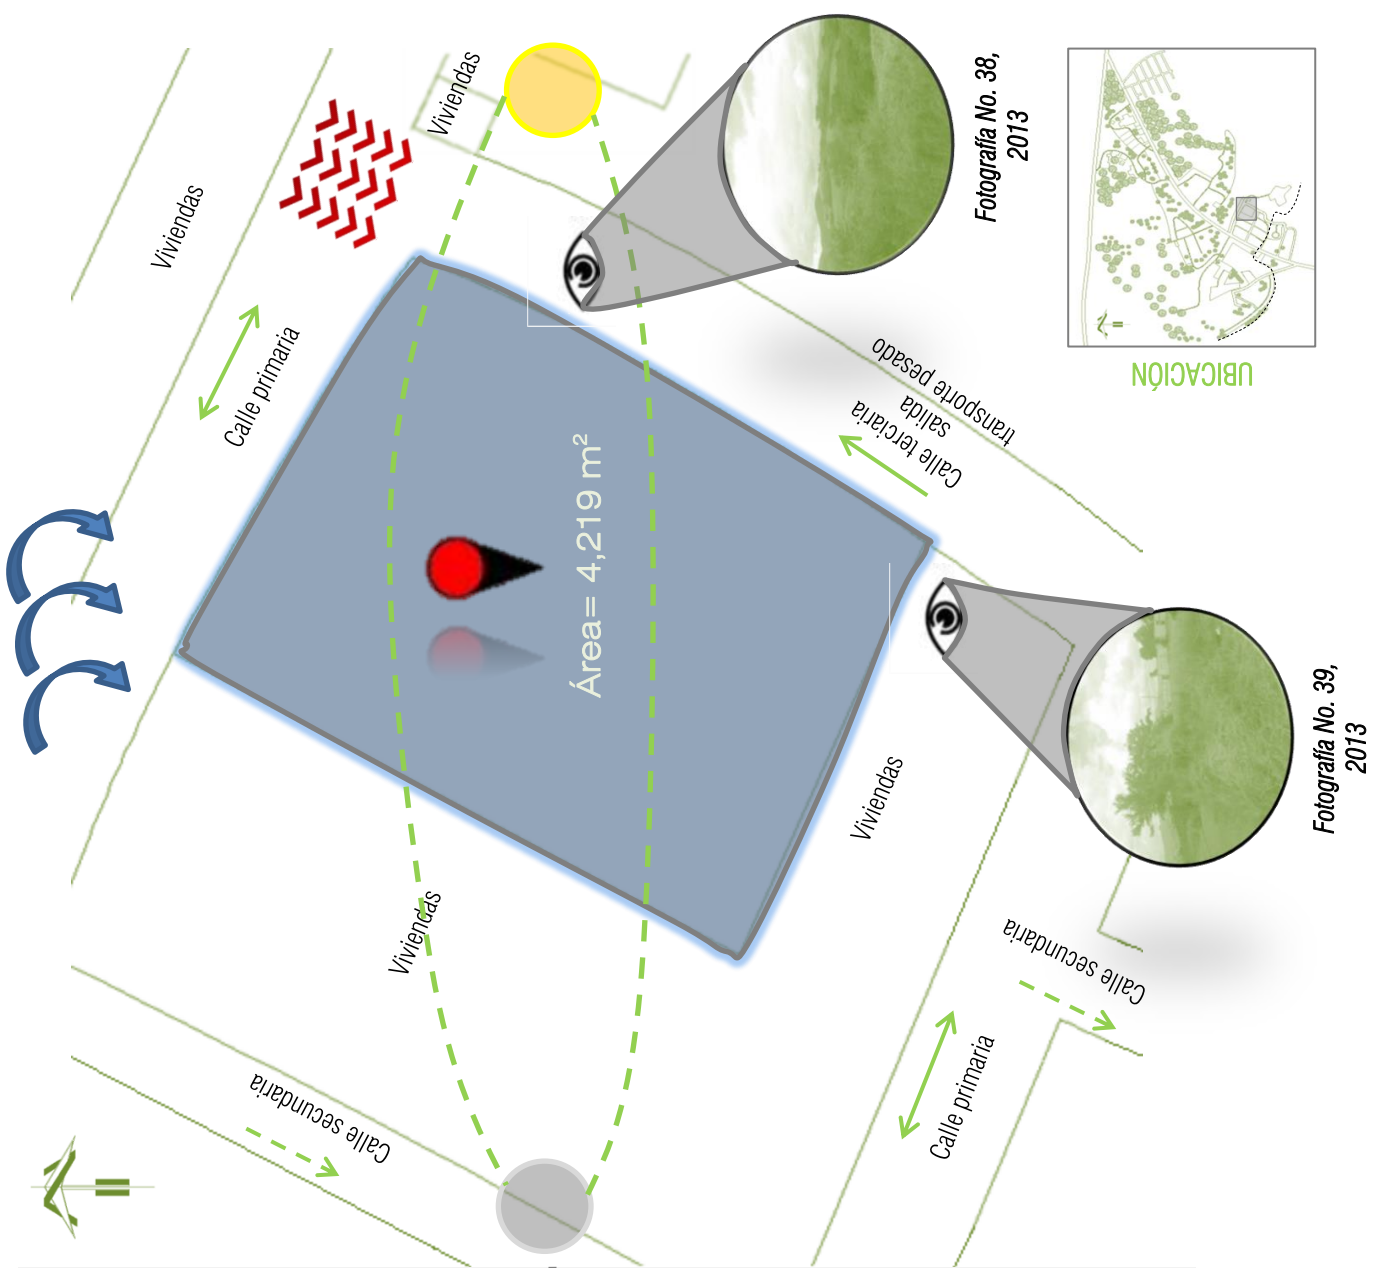 Viviendas
Viviendas
Calle primaria
Fotografía No. 38,
2013
UBICACIÓN
Calle terciaria
salida
transporte pesado
Área= 4,219 m²
Viviendas
Viviendas
Fotografía No. 39,
2013
Calle secundaria
Calle secundaria
Calle primaria